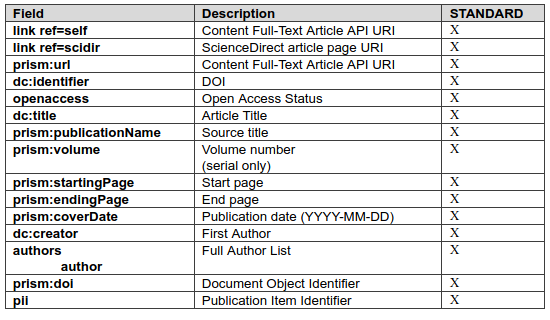 Field Description STANDARD
link ref=self Content Full-Text Article API URI X
link ref=scidir ScienceDirect article page URI X
prism:url Content Full-Text Article API URI X
dc:identifier DOI X
openaccess Open Access Status X
dc:title Article Title X
prism:publicationName Source title X
prism:volume Volume number X
(serial only)
prism:startingPage Start page X
prism:endingPage End page X
prism:coverDate Publication date (YYYY-MM-DD) X
dc:creator First Author X
authors Full Author List X
author
prism:doi Document Object Identifier X
pii Publication Item Identifier X